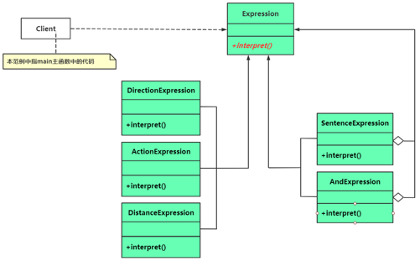 Client
Expression
+interpret()
本范例中指main主函数中的代码
DirectionExpression
+interpret()
ActionExpression
+interpret()
DistanceExpression
+interpret()
SentenceExpression
+interpret()
AndExpression
+interpret()